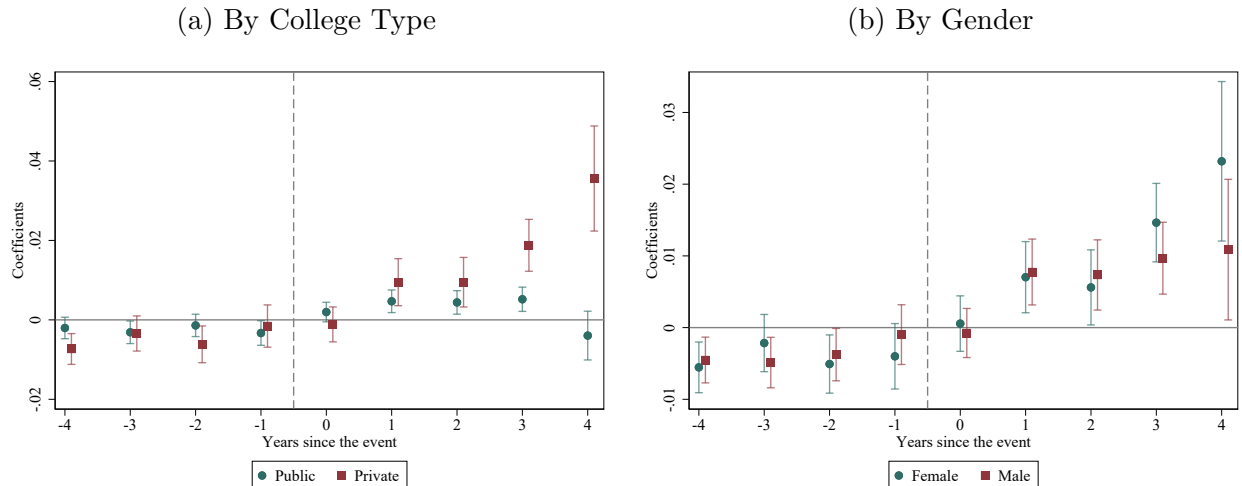 (a) By College Type
.06
.04
.02
0
-.02
Coefficients
-4 -3 -2 -1 0 1 2 3 4
Years since the event
Public Private
(b) By Gender
.03
.02
.01
0
-.01
Coefficients
-4 -3 -2 -1 0 1 2 3 4
Years since the event
Female Male